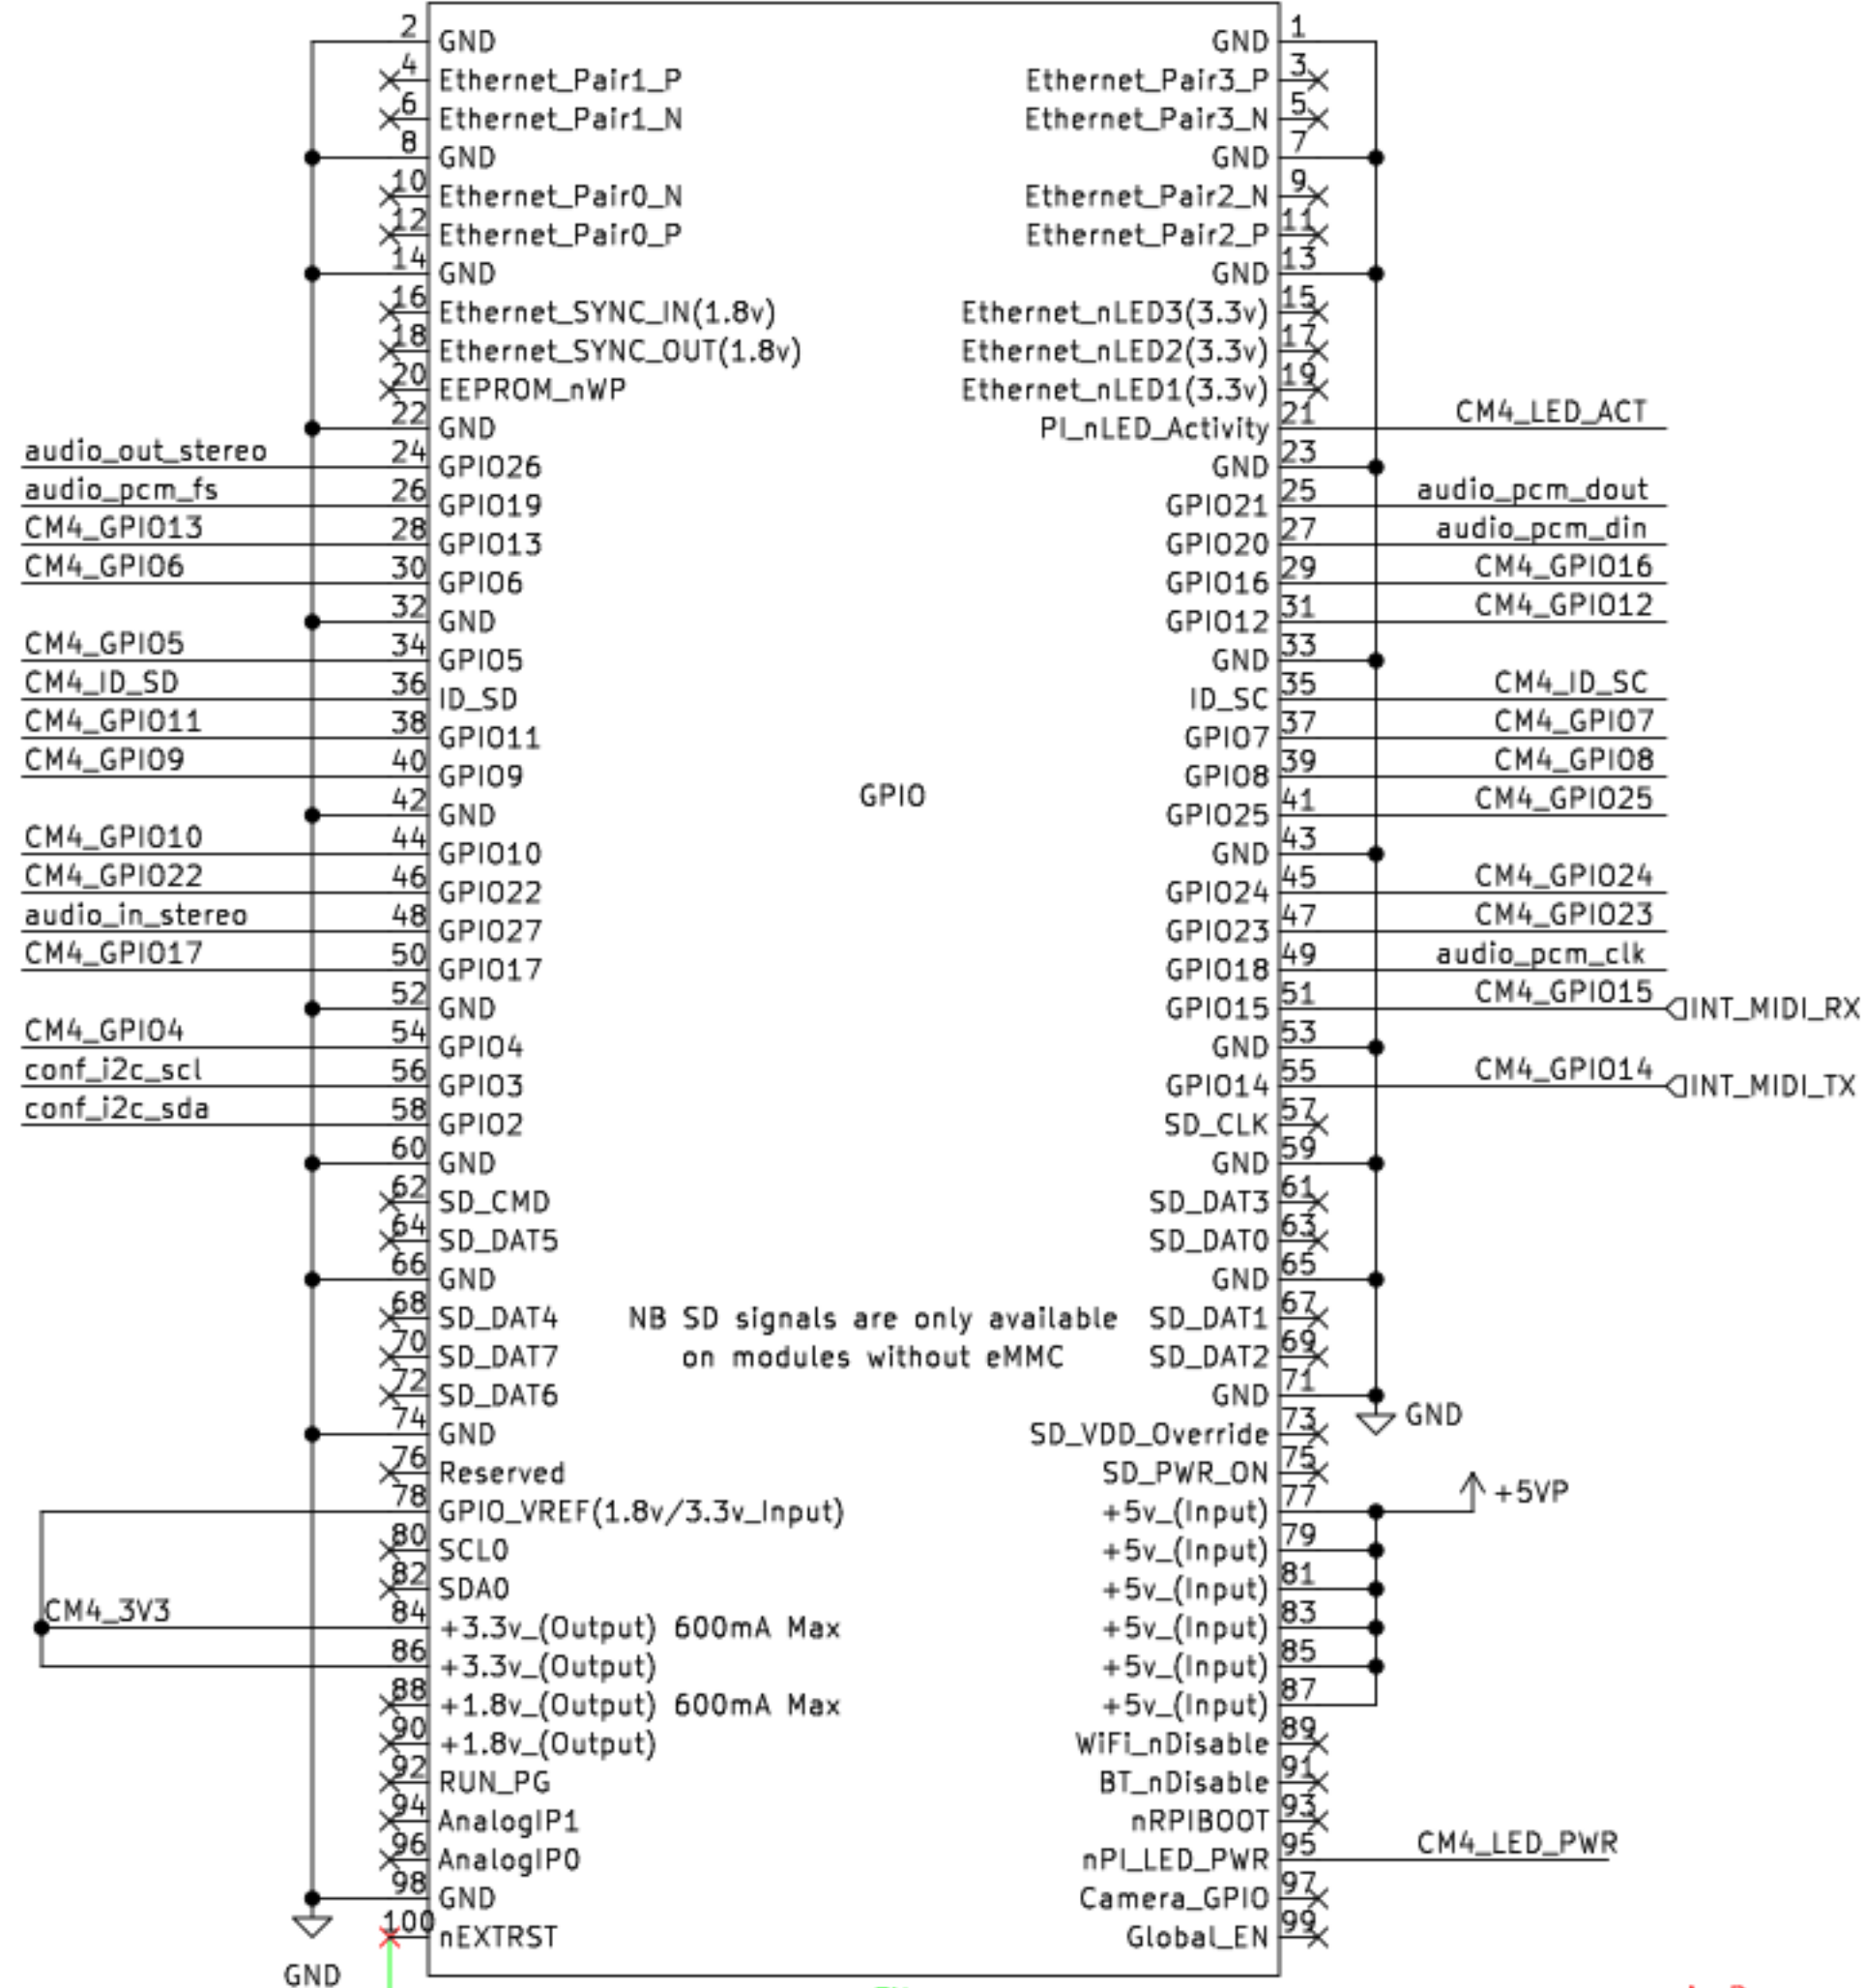 2 GND GND 1
4 Ethernet_Pair1_P Ethernet_Pair3_P 3
6 Ethernet_Pair1_N Ethernet_Pair3_N 5
8 GND GND 7
10 Ethernet_Pair0_N Ethernet_Pair2_N 9
12 Ethernet_Pair0_P Ethernet_Pair2_P 11
14 GND GND 13
16 Ethernet_SYNC_IN(1.8v) Ethernet_nLED3(3.3v) 15
18 Ethernet_SYNC_OUT(1.8v) Ethernet_nLED2(3.3v) 17
20 EEPROM_nWP Ethernet_nLED1(3.3v) 19
22 GND PI_nLED_Activity 21 CM4_LED_ACT
audio_out_stereo 24 GPIO26 GND 23
audio_pcm_fs 26 GPIO19 GPIO21 25 audio_pcm_dout
CM4_GPIO13 28 GPIO13 GPIO20 27 audio_pcm_din
CM4_GPIO6 30 GPIO6 GPIO16 29 CM4_GPIO16
32 GND GPIO12 31 CM4_GPIO12
CM4_GPIO5 34 GPIO5 GND 33
CM4_ID_SD 36 ID_SD ID_SC 35 CM4_ID_SC
CM4_GPIO11 38 GPIO11 GPIO7 37 CM4_GPIO7
CM4_GPIO9 40 GPIO9 GPIO8 39 CM4_GPIO8
GPIO
42 GND GPIO25 41 CM4_GPIO25
CM4_GPIO10 44 GPIO10 GND 43
CM4_GPIO22 46 GPIO22 GPIO24 45 CM4_GPIO24
audio_in_stereo 48 GPIO27 GPIO23 47 CM4_GPIO23
CM4_GPIO17 50 GPIO17 GPIO18 49 audio_pcm_clk
52 GND GPIO15 51 CM4_GPIO15 INT_MIDI_RX
CM4_GPIO4 54 GPIO4 GND 53
conf_i2c_scl 56 GPIO3 GPIO14 55 CM4_GPIO14 INT_MIDI_TX
conf_i2c_sda 58 GPIO2 SD_CLK 57
60 GND GND 59
62 SD_CMD SD_DAT3 61
64 SD_DAT5 SD_DAT0 63
66 GND GND 65
68 SD_DAT4 NB SD signals are only available SD_DAT1 67
70 SD_DAT7 on modules without eMMC SD_DAT2 69
72 SD_DAT6 GND 71
GND
74 GND SD_VDD_Override 73
76 Reserved SD_PWR_ON 75
+5VP
78 GPIO_VREF(1.8v/3.3v_Input) +5v_(Input) 77
80 SCL0 +5v_(Input) 79
82 SDA0 +5v_(Input) 81
CM4_3V3 84 +3.3v_(Output) 600mA Max +5v_(Input) 83
86 +3.3v_(Output) +5v_(Input) 85
88 +1.8v_(Output) 600mA Max +5v_(Input) 87
90 +1.8v_(Output) WiFi_nDisable 89
92 RUN_PG BT_nDisable 91
94 AnalogIP1 nRPIBOOT 93
96 AnalogIP0 nPI_LED_PWR 95 CM4_LED_PWR
98 GND Camera_GPIO 97
100 nEXTRST Global_EN 99
GND